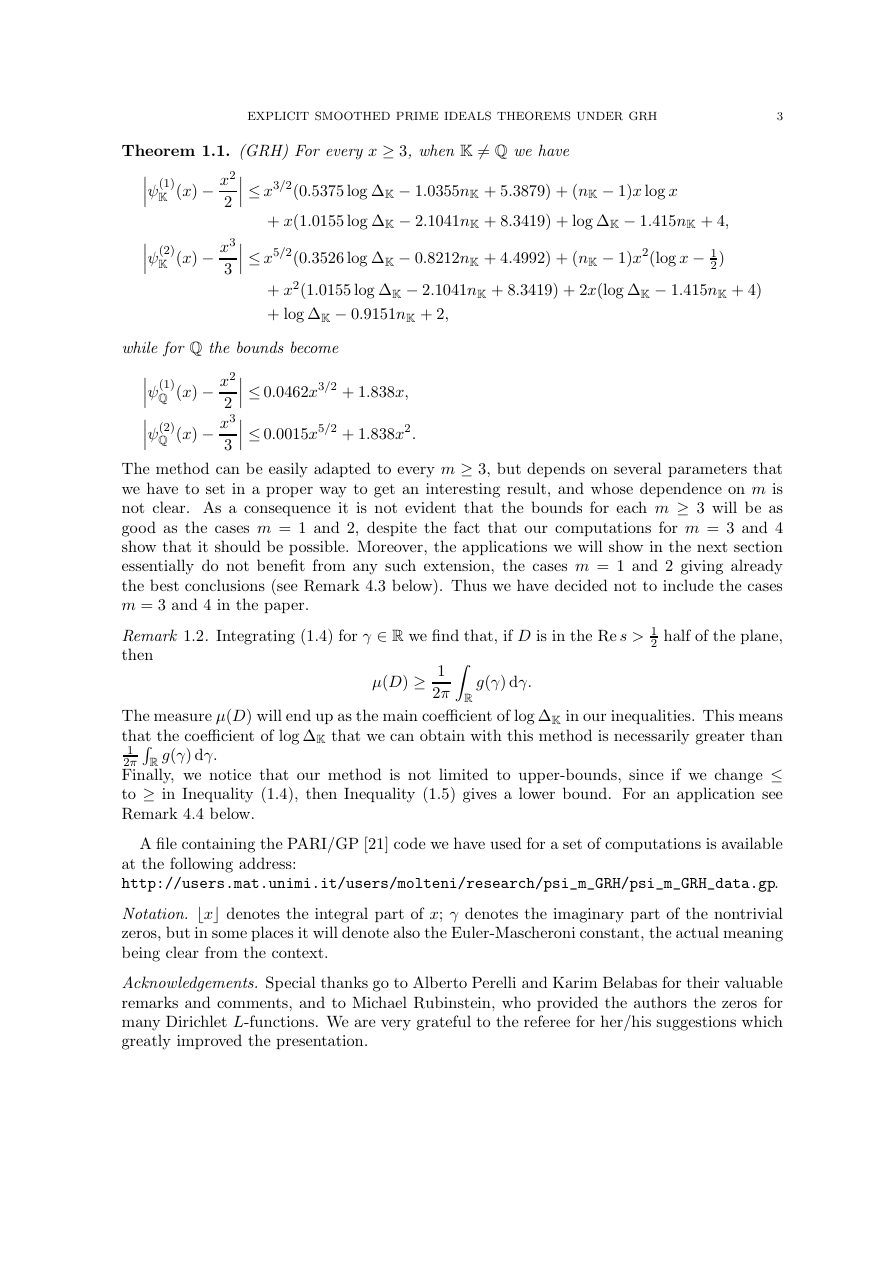 EXPLICIT SMOOTHED PRIME IDEALS THEOREMS UNDER GRH 3
Theorem 1.1. (GRH) For every x ≥ 3, when 𝕂 ≠ ℚ we have
|ψ_𝕂^{(1)}(x) − x^2/2| ≤ x^{3/2}(0.5375 log Δ_𝕂 − 1.0355n_𝕂 + 5.3879) + (n_𝕂 − 1)x log x
+ x(1.0155 log Δ_𝕂 − 2.1041n_𝕂 + 8.3419) + log Δ_𝕂 − 1.415n_𝕂 + 4,
|ψ_𝕂^{(2)}(x) − x^3/3| ≤ x^{5/2}(0.3526 log Δ_𝕂 − 0.8212n_𝕂 + 4.4992) + (n_𝕂 − 1)x^2(log x − 1/2)
+ x^2(1.0155 log Δ_𝕂 − 2.1041n_𝕂 + 8.3419) + 2x(log Δ_𝕂 − 1.415n_𝕂 + 4)
+ log Δ_𝕂 − 0.9151n_𝕂 + 2,
while for ℚ the bounds become
|ψ_ℚ^{(1)}(x) − x^2/2| ≤ 0.0462x^{3/2} + 1.838x,
|ψ_ℚ^{(2)}(x) − x^3/3| ≤ 0.0015x^{5/2} + 1.838x^2.
The method can be easily adapted to every m ≥ 3, but depends on several parameters that
we have to set in a proper way to get an interesting result, and whose dependence on m is
not clear. As a consequence it is not evident that the bounds for each m ≥ 3 will be as
good as the cases m = 1 and 2, despite the fact that our computations for m = 3 and 4
show that it should be possible. Moreover, the applications we will show in the next section
essentially do not benefit from any such extension, the cases m = 1 and 2 giving already
the best conclusions (see Remark 4.3 below). Thus we have decided not to include the cases
m = 3 and 4 in the paper.
Remark 1.2. Integrating (1.4) for γ ∈ ℝ we find that, if D is in the Re s > 1/2 half of the plane,
then
μ(D) ≥ 1/2π ∫_ℝ g(γ) dγ.
The measure μ(D) will end up as the main coefficient of log Δ_𝕂 in our inequalities. This means
that the coefficient of log Δ_𝕂 that we can obtain with this method is necessarily greater than
1/2π ∫_ℝ g(γ) dγ.
Finally, we notice that our method is not limited to upper-bounds, since if we change ≤
to ≥ in Inequality (1.4), then Inequality (1.5) gives a lower bound. For an application see
Remark 4.4 below.
A file containing the PARI/GP [21] code we have used for a set of computations is available
at the following address:
http://users.mat.unimi.it/users/molteni/research/psi_m_GRH/psi_m_GRH_data.gp.
Notation. ⌊x⌋ denotes the integral part of x; γ denotes the imaginary part of the nontrivial
zeros, but in some places it will denote also the Euler-Mascheroni constant, the actual meaning
being clear from the context.
Acknowledgements. Special thanks go to Alberto Perelli and Karim Belabas for their valuable
remarks and comments, and to Michael Rubinstein, who provided the authors the zeros for
many Dirichlet L-functions. We are very grateful to the referee for her/his suggestions which
greatly improved the presentation.